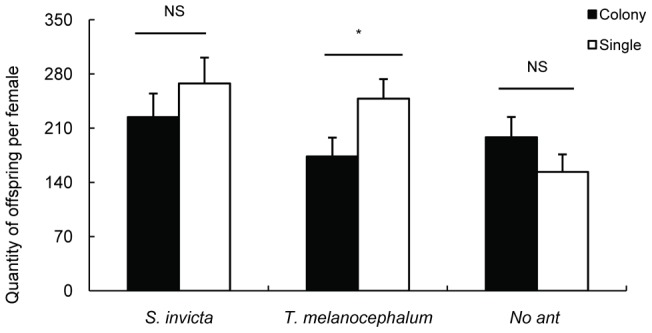 350
280
210
140
70
0
Quantity of offspring per female
NS
*
NS
Colony
Single
S. invicta
T. melanocephalum
No ant